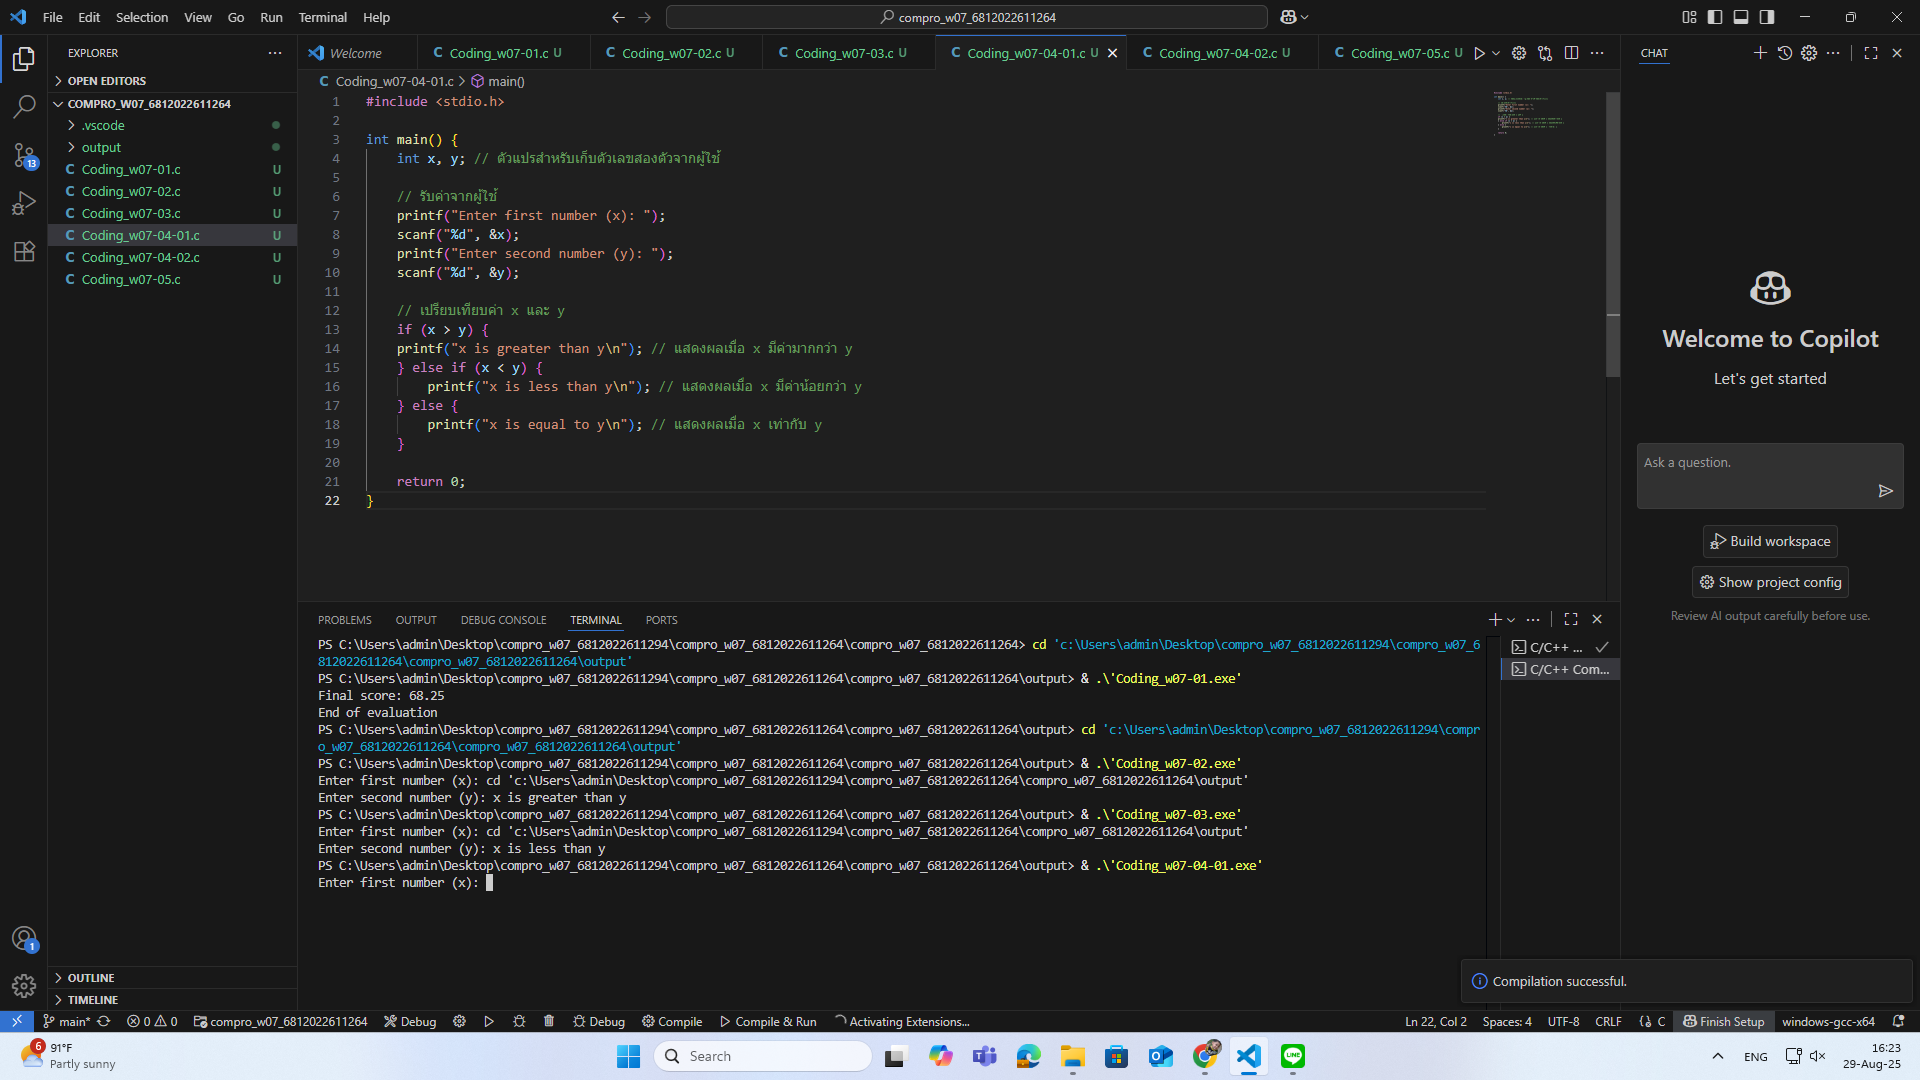 File Edit Selection View Go Run Terminal Help
compro_w07_6812022611264
EXPLORER
OPEN EDITORS
COMPRO_W07_6812022611264
.vscode
output
Coding_w07-01.c U
Coding_w07-02.c U
Coding_w07-03.c U
Coding_w07-04-01.c U
Coding_w07-04-02.c U
Coding_w07-05.c U
OUTLINE
TIMELINE
13
1
Welcome Coding_w07-01.c U Coding_w07-02.c U Coding_w07-03.c U Coding_w07-04-01.c U Coding_w07-04-02.c U Coding_w07-05.c U
Coding_w07-04-01.c > main()
1 #include <stdio.h>
2
3 int main() {
4 int x, y; // ตัวแปรสำหรับเก็บตัวเลขสองตัวจากผู้ใช้
5
6 // รับค่าจากผู้ใช้
7 printf("Enter first number (x): ");
8 scanf("%d", &x);
9 printf("Enter second number (y): ");
10 scanf("%d", &y);
11
12 // เปรียบเทียบค่า x และ y
13 if (x > y) {
14 printf("x is greater than y\n"); // แสดงผลเมื่อ x มีค่ามากกว่า y
15 } else if (x < y) {
16 printf("x is less than y\n"); // แสดงผลเมื่อ x มีค่าน้อยกว่า y
17 } else {
18 printf("x is equal to y\n"); // แสดงผลเมื่อ x เท่ากับ y
19 }
20
21 return 0;
22 }
PROBLEMS OUTPUT DEBUG CONSOLE TERMINAL PORTS
PS C:\Users\admin\Desktop\compro_w07_6812022611294\compro_w07_6812022611264\compro_w07_6812022611264> cd 'c:\Users\admin\Desktop\compro_w07_6812022611294\compro_w07_6
812022611264\compro_w07_6812022611264\output'
PS C:\Users\admin\Desktop\compro_w07_6812022611294\compro_w07_6812022611264\compro_w07_6812022611264\output> & .\'Coding_w07-01.exe'
Final score: 68.25
End of evaluation
PS C:\Users\admin\Desktop\compro_w07_6812022611294\compro_w07_6812022611264\compro_w07_6812022611264\output> cd 'c:\Users\admin\Desktop\compro_w07_6812022611294\compr
o_w07_6812022611264\compro_w07_6812022611264\output'
PS C:\Users\admin\Desktop\compro_w07_6812022611294\compro_w07_6812022611264\compro_w07_6812022611264\output> & .\'Coding_w07-02.exe'
Enter first number (x): cd 'c:\Users\admin\Desktop\compro_w07_6812022611294\compro_w07_6812022611264\compro_w07_6812022611264\output'
Enter second number (y): x is greater than y
PS C:\Users\admin\Desktop\compro_w07_6812022611294\compro_w07_6812022611264\compro_w07_6812022611264\output> & .\'Coding_w07-03.exe'
Enter first number (x): cd 'c:\Users\admin\Desktop\compro_w07_6812022611294\compro_w07_6812022611264\compro_w07_6812022611264\output'
Enter second number (y): x is less than y
PS C:\Users\admin\Desktop\compro_w07_6812022611294\compro_w07_6812022611264\compro_w07_6812022611264\output> & .\'Coding_w07-04-01.exe'
Enter first number (x):
C/C++ ...
C/C++ Com...
CHAT
Welcome to Copilot
Let's get started
Ask a question.
Build workspace
Show project config
Review AI output carefully before use.
Compilation successful.
main* 0 0 compro_w07_6812022611264 Debug Debug Compile Compile & Run Activating Extensions...
Ln 22, Col 2 Spaces: 4 UTF-8 CRLF {} C Finish Setup windows-gcc-x64
6 91°F
Partly sunny
Search
ENG
16:23
29-Aug-25